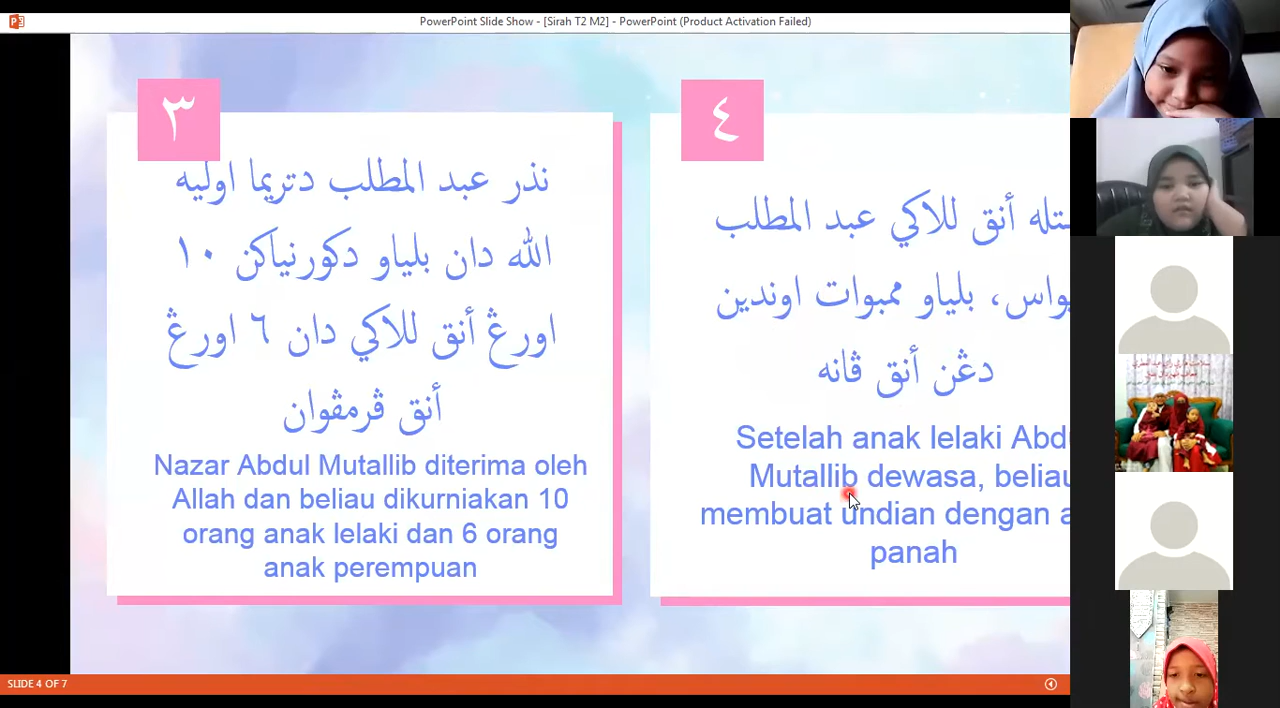 PowerPoint Slide Show - [Sirah T2 M2] - PowerPoint (Product Activation Failed)
٣
نذر عبد المطلب دتريما اوليه
الله دان بلياو دكورنياكن ١٠
اورڠ أنق للاكي دان ٦ اورڠ
أنق ڤرمڤوان
Nazar Abdul Mutallib diterima oleh
Allah dan beliau dikurniakan 10
orang anak lelaki dan 6 orang
anak perempuan
٤
ستله أنق للاكي عبد المطلب
بلياو ممبوات اوندين
دڠن أنق ڤانه
Setelah anak lelaki Abdu
Mutallib dewasa, beliau
membuat undian dengan a
panah
SLIDE 4 OF 7